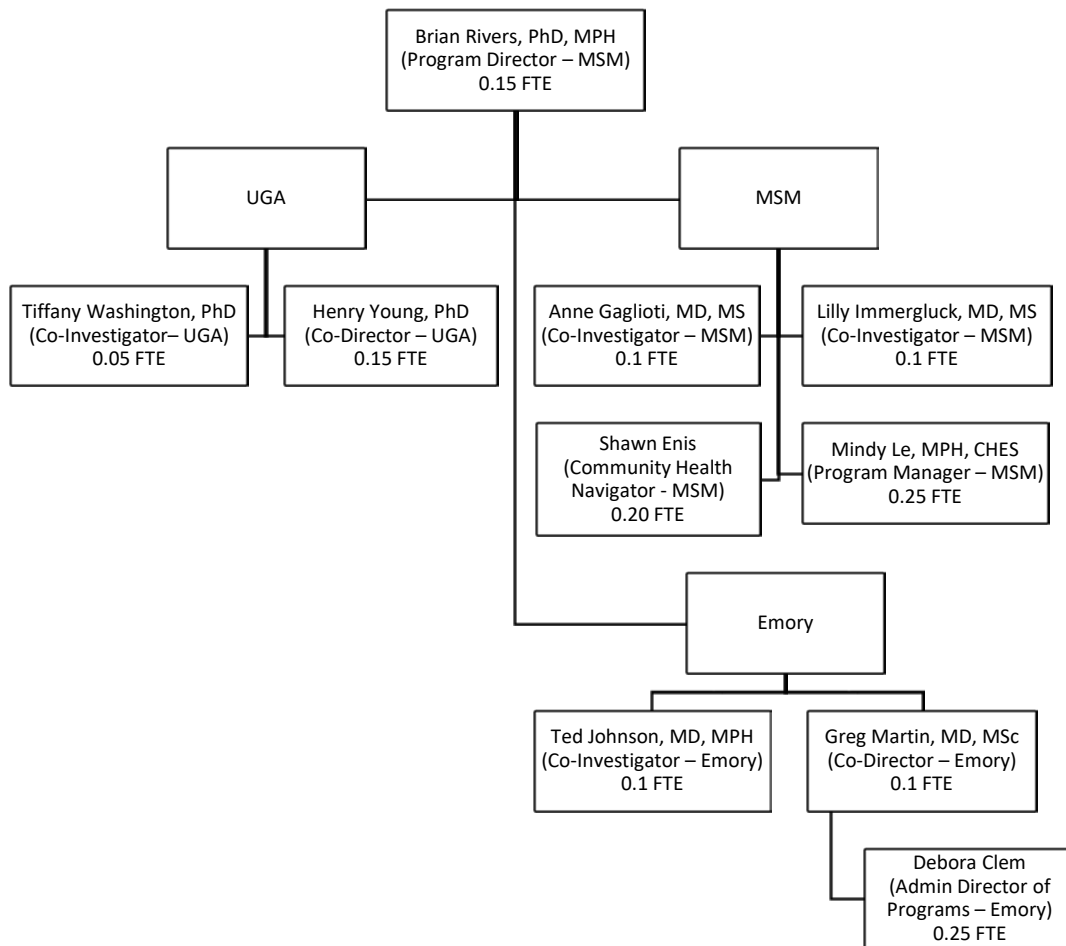 Brian Rivers, PhD, MPH
(Program Director – MSM)
0.15 FTE
UGA
MSM
Tiffany Washington, PhD
(Co-Investigator– UGA)
0.05 FTE
Henry Young, PhD
(Co-Director – UGA)
0.15 FTE
Anne Gaglioti, MD, MS
(Co-Investigator – MSM)
0.1 FTE
Lilly Immergluck, MD, MS
(Co-Investigator – MSM)
0.1 FTE
Shawn Enis
(Community Health
Navigator - MSM)
0.20 FTE
Mindy Le, MPH, CHES
(Program Manager – MSM)
0.25 FTE
Emory
Ted Johnson, MD, MPH
(Co-Investigator – Emory)
0.1 FTE
Greg Martin, MD, MSc
(Co-Director – Emory)
0.1 FTE
Debora Clem
(Admin Director of
Programs – Emory)
0.25 FTE